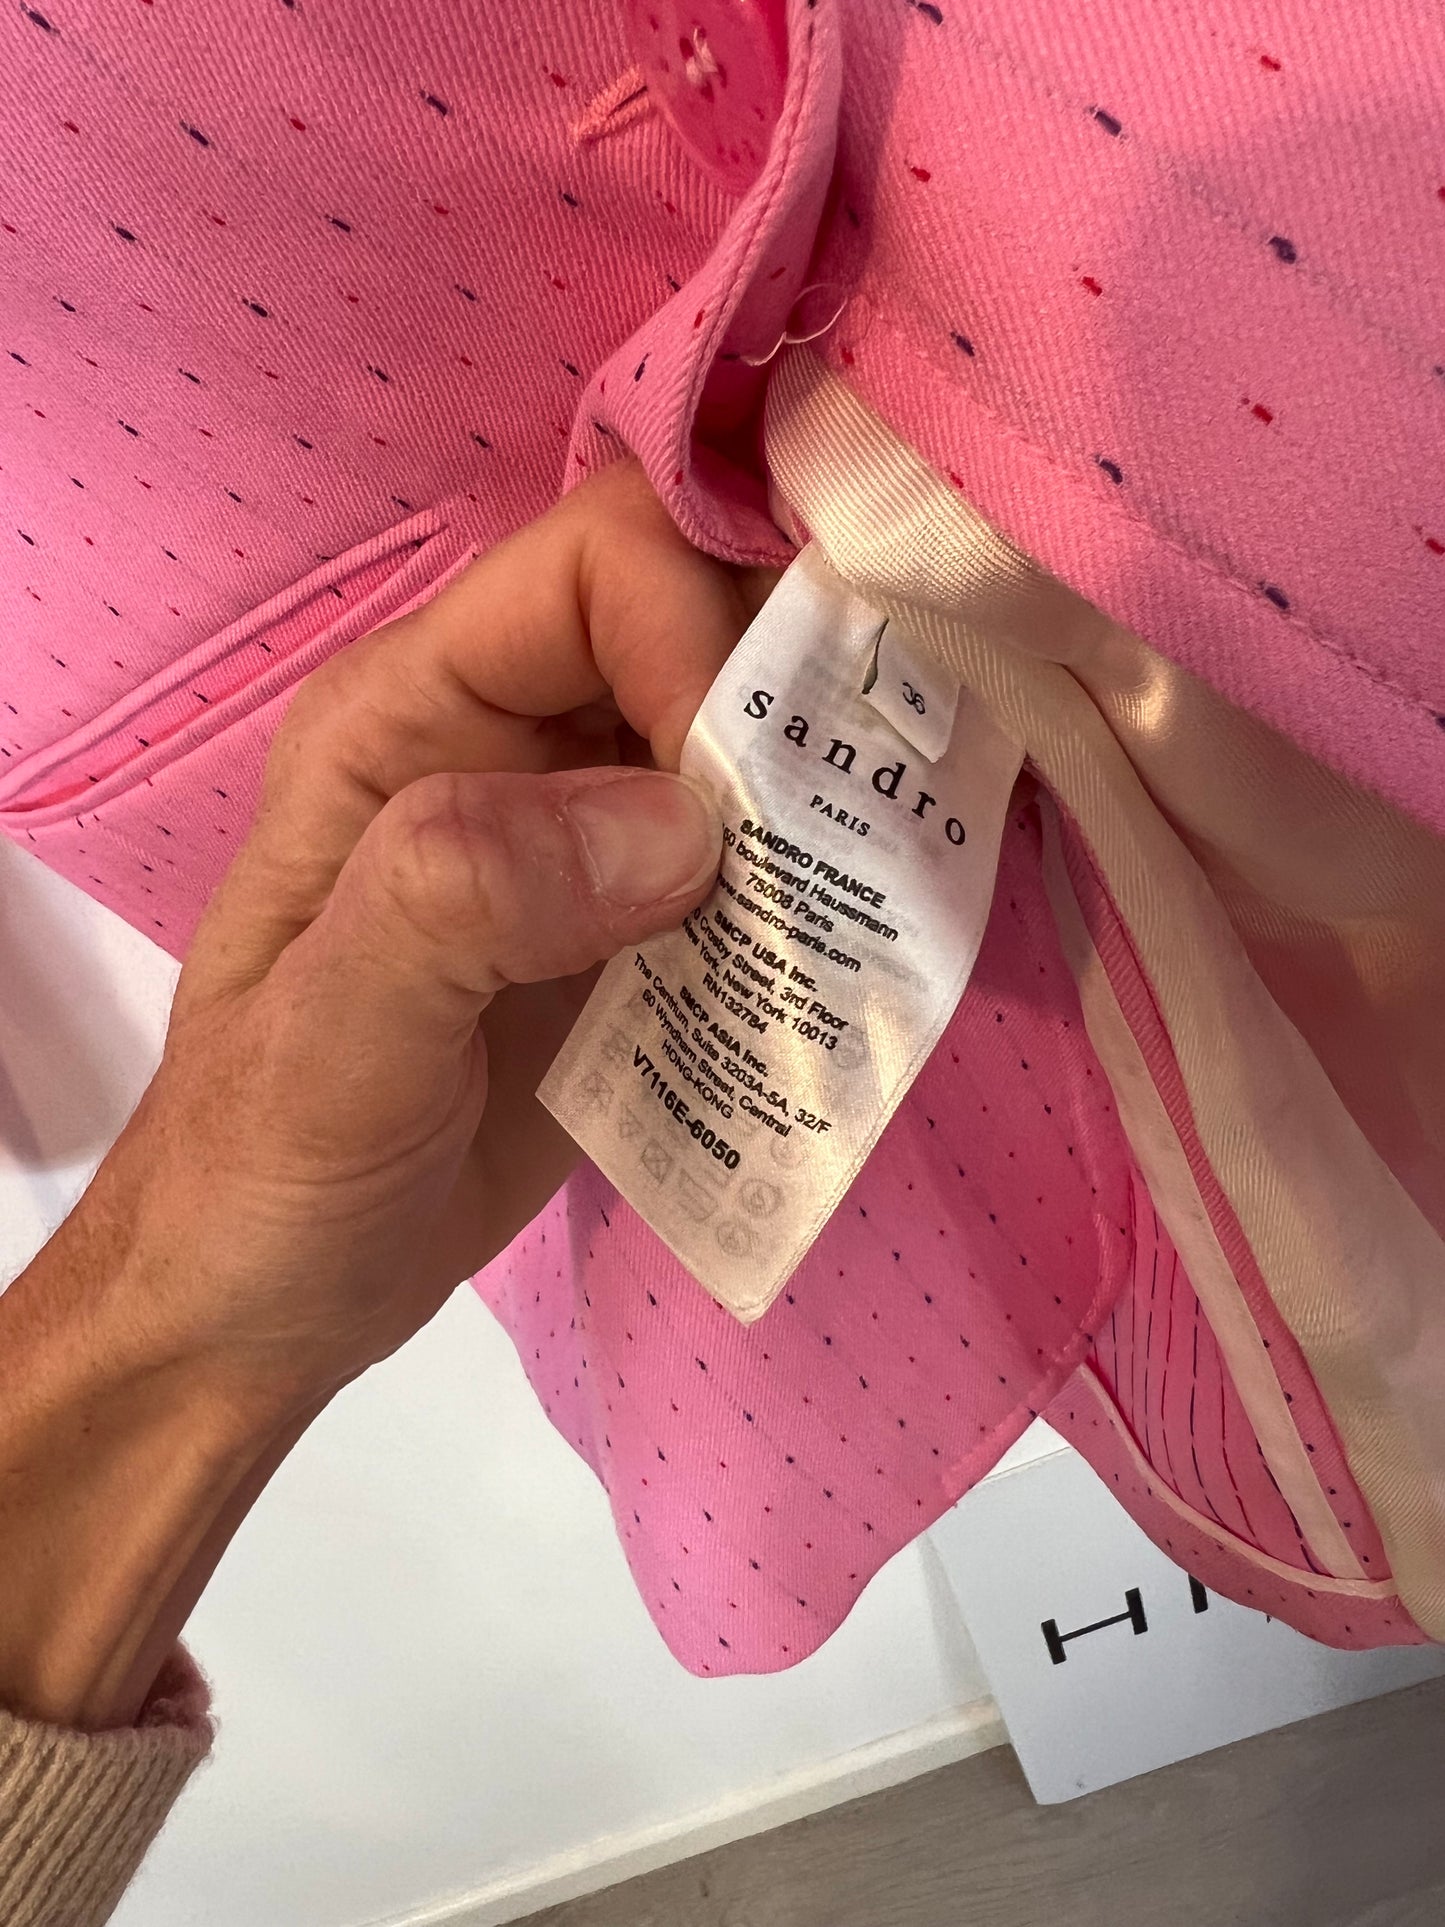 36
sandro
PARIS
SANDRO FRANCE
50 boulevard Haussmann
75008 Paris
www.sandro-paris.com
SMCP USA Inc.
Crosby Street, 3rd Floor
New York, New York 10013
RN132784
SMCP ASIA Inc.
The Centrium, Suite 3203A-5A, 32/F
60 Wyndham Street, Central
HONG-KONG
V7116E-6050
H